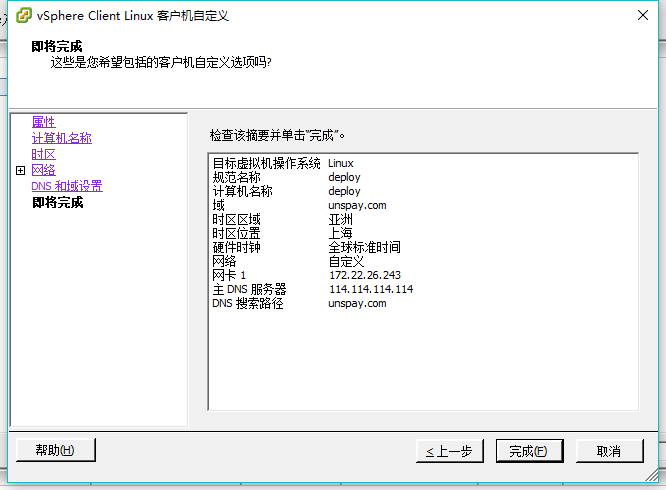 vSphere Client Linux 客户机自定义
即将完成
这些是您希望包括的客户机自定义选项吗?
属性
计算机名称
时区
网络
DNS 和域设置
即将完成
检查该摘要并单击“完成”。
目标虚拟机操作系统 Linux
规范名称 deploy
计算机名称 deploy
域 unspay.com
时区区域 亚洲
时区位置 上海
硬件时钟 全球标准时间
网络 自定义
网卡 1 172.22.26.243
主 DNS 服务器 114.114.114.114
DNS 搜索路径 unspay.com
帮助(H) ≤上一步 完成(F) 取消